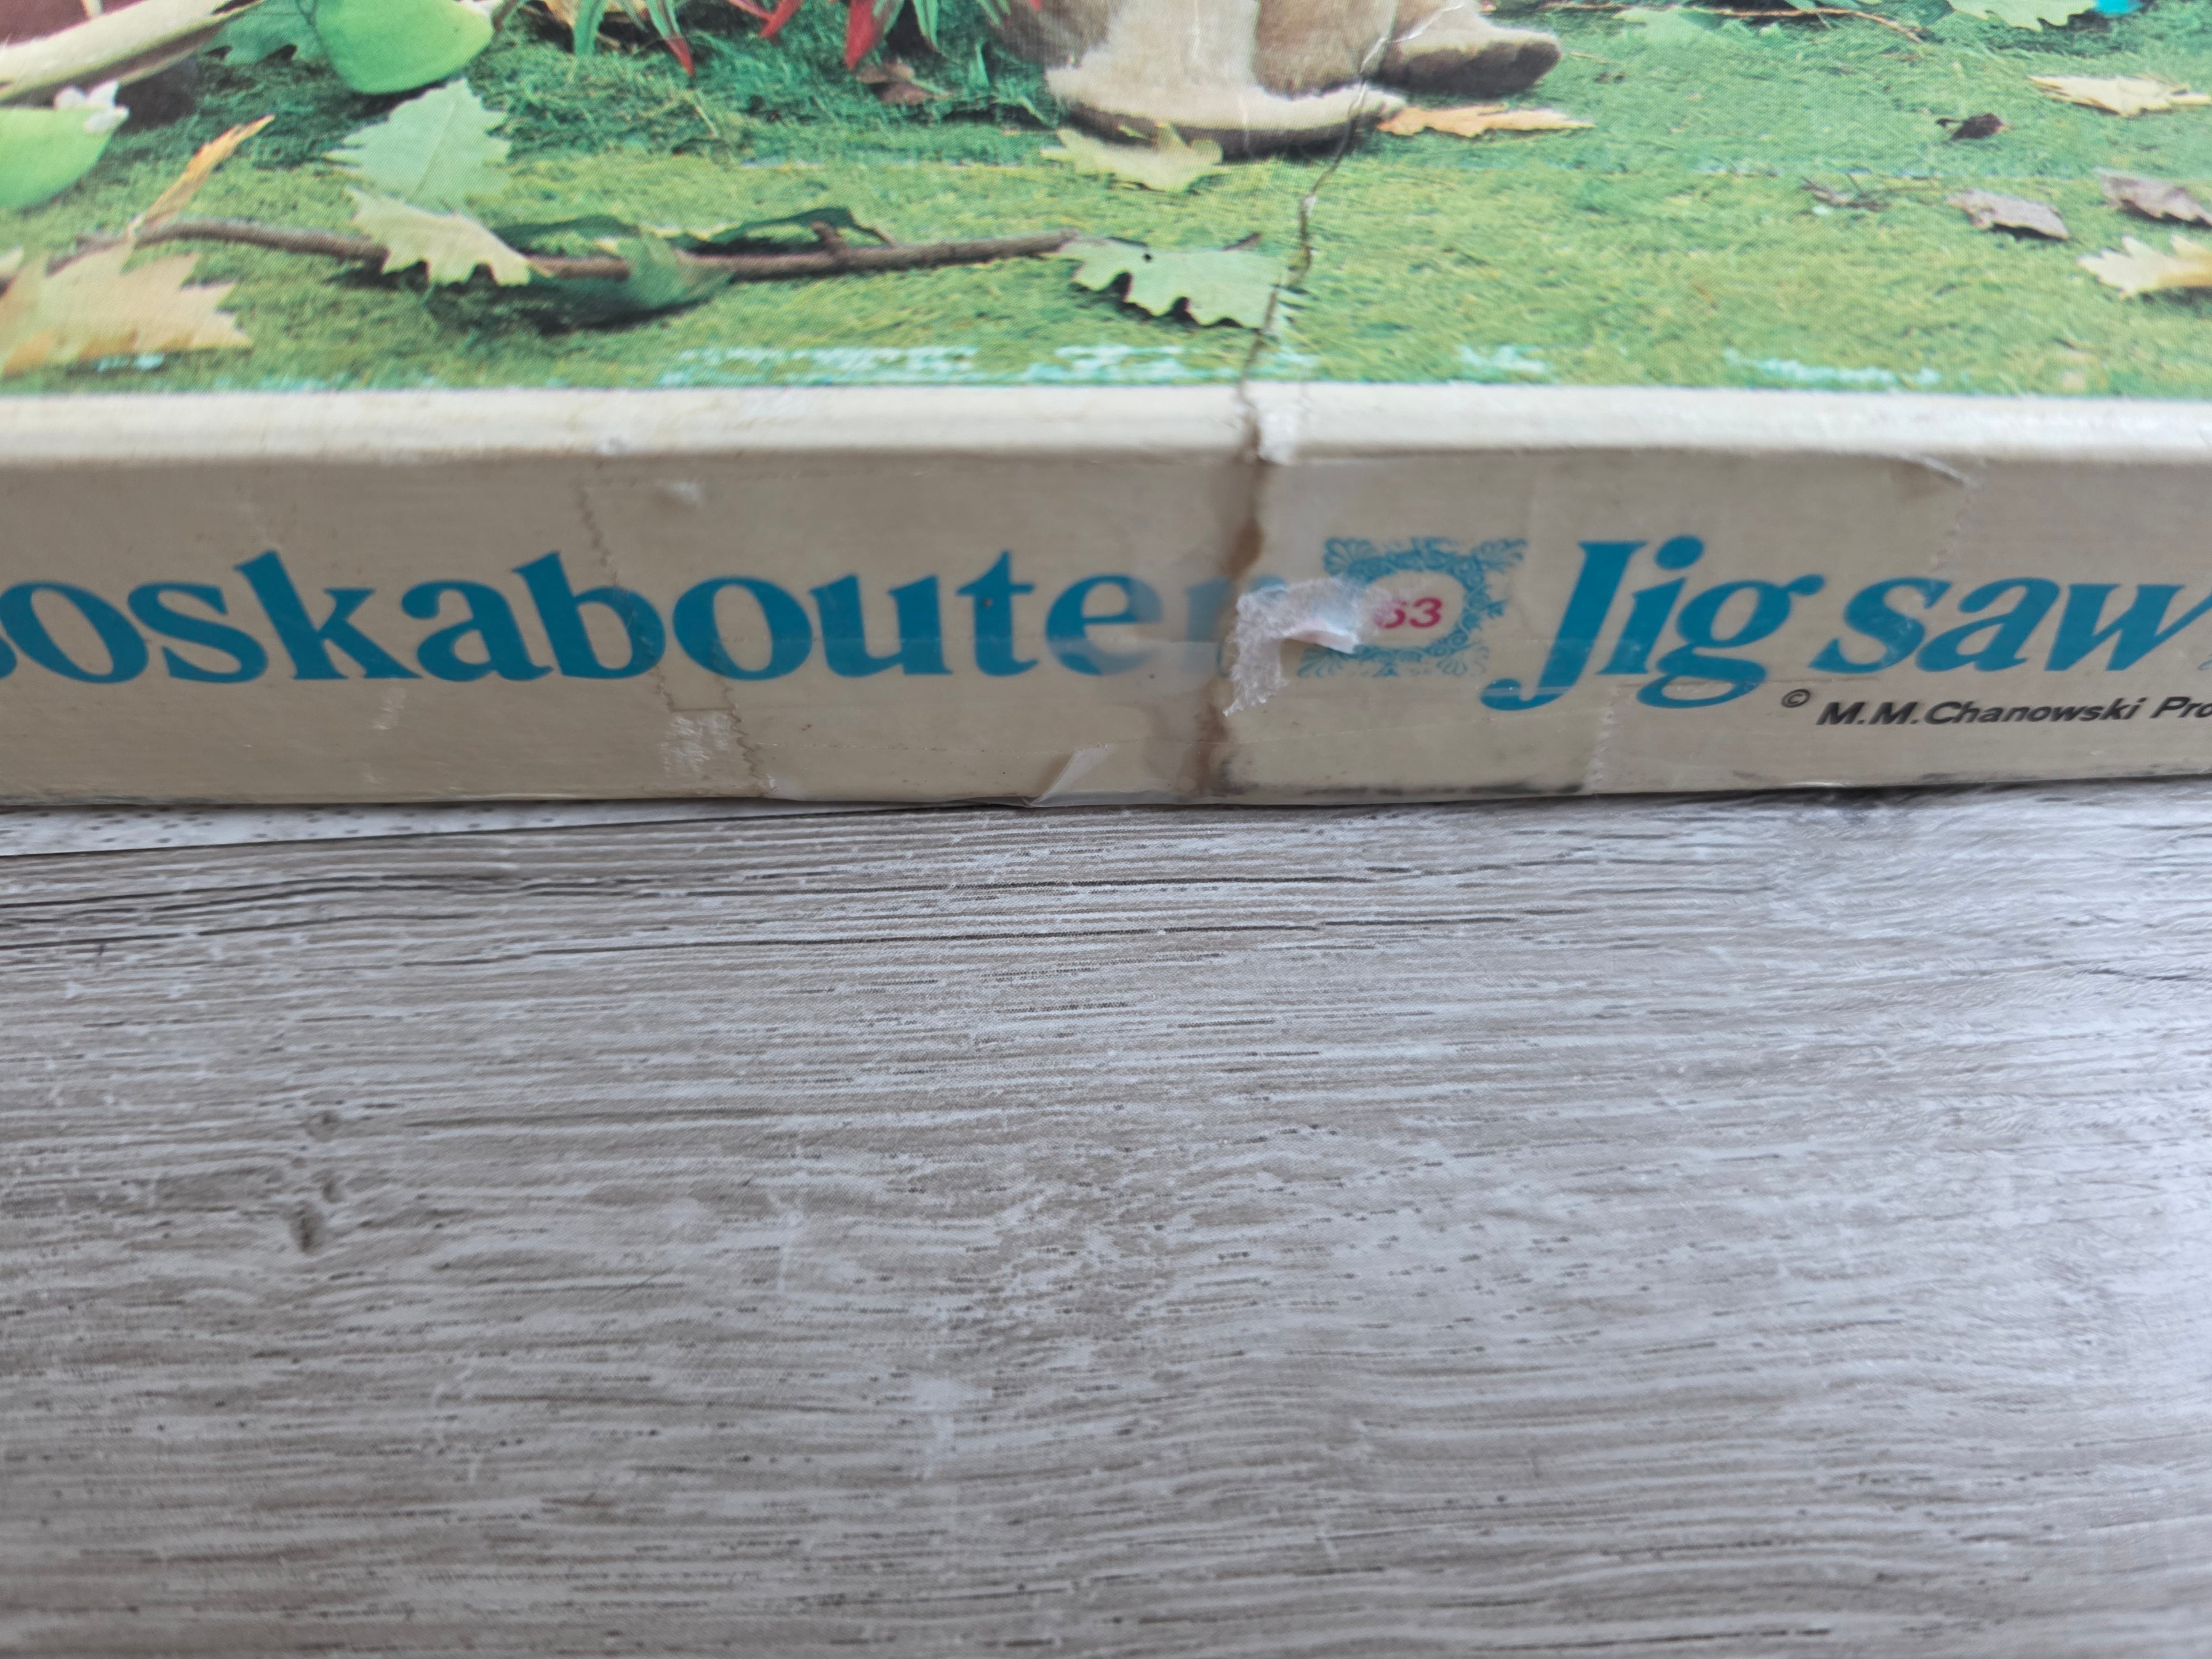 oskabouter 63 Jig saw
© M.M.Chanowski Pro